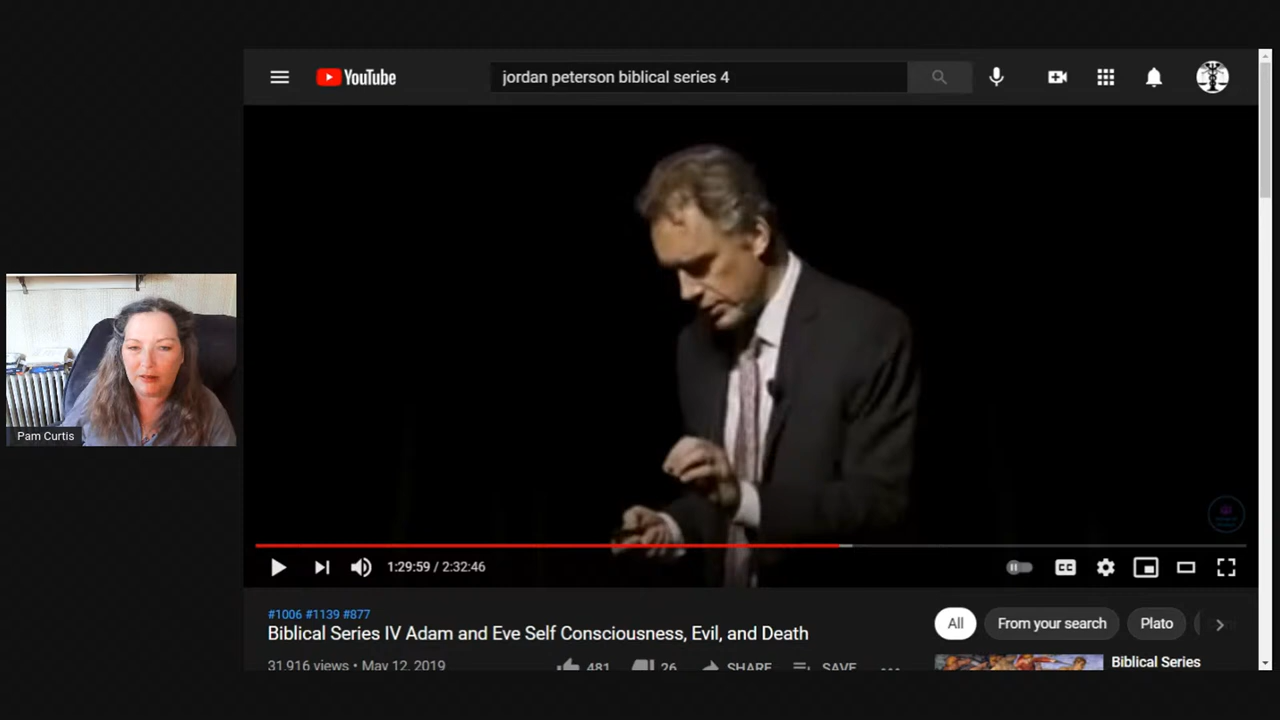 YouTube
jordan peterson biblical series 4
Pam Curtis
1:29:59 / 2:32:46
CC
#1006 #1139 #877
Biblical Series IV Adam and Eve Self Consciousness, Evil, and Death
31,916 views • May 12, 2019
481
26
SHARE
SAVE
All
From your search
Plato
Biblical Series